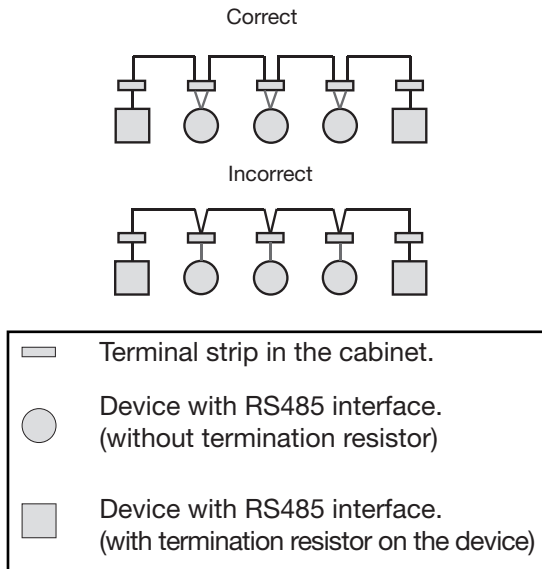 Correct
Incorrect
Terminal strip in the cabinet.
Device with RS485 interface.
(without termination resistor)
Device with RS485 interface.
(with termination resistor on the device)